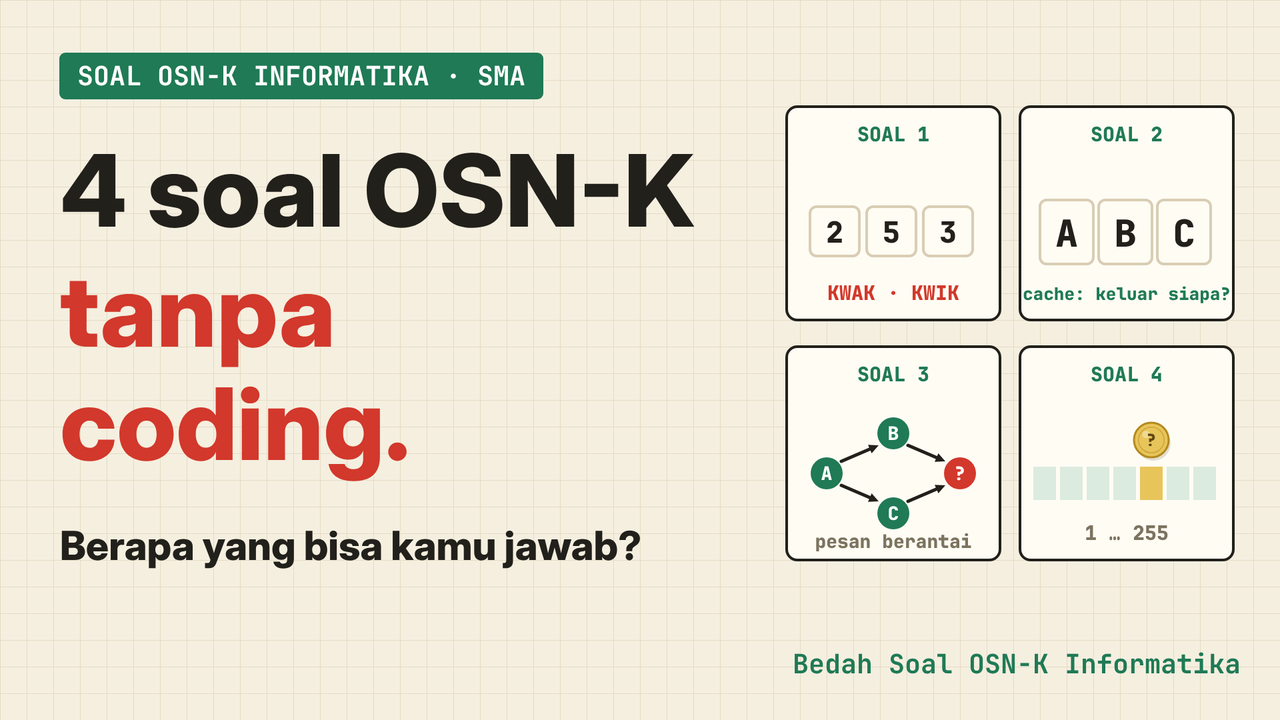 SOAL OSN-K INFORMATIKA · SMA
4 soal OSN-K
tanpa
coding.
Berapa yang bisa kamu jawab?
SOAL 1
2 5 3
KWAK · KWIK
SOAL 2
A B C
cache: keluar siapa?
SOAL 3
B
A
?
C
pesan berantai
SOAL 4
?
1 … 255
Bedah Soal OSN-K Informatika